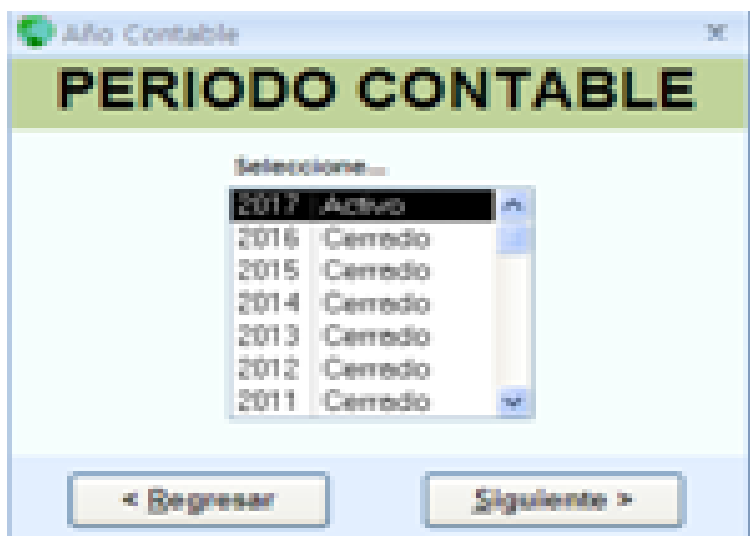 Año Contable
PERIODO CONTABLE
Seleccione...
2017 Activo
2016 Cerrado
2015 Cerrado
2014 Cerrado
2013 Cerrado
2012 Cerrado
2011 Cerrado
< Regresar Siguiente >